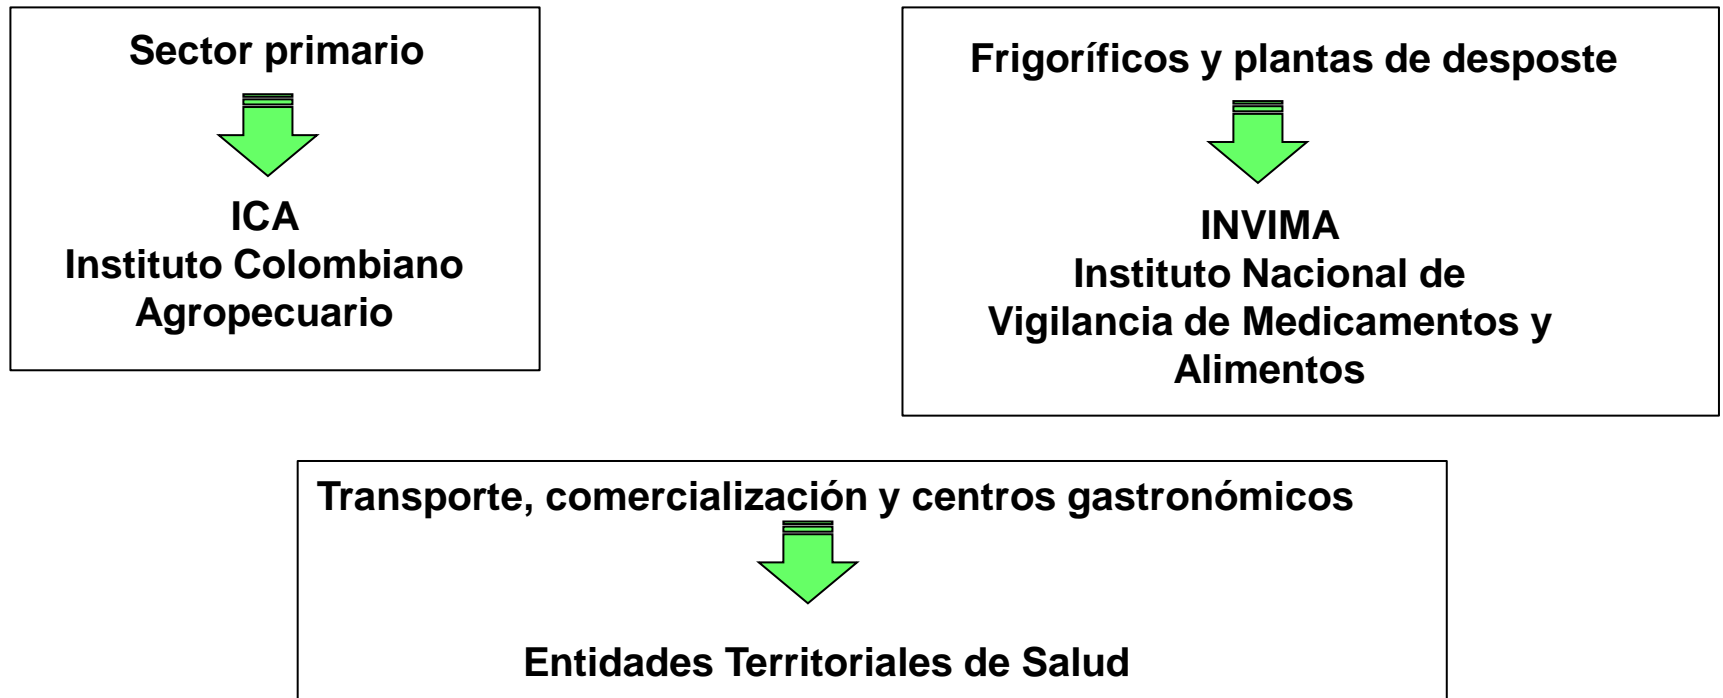 Sector primario
ICA
Instituto Colombiano
Agropecuario
Frigoríficos y plantas de desposte
INVIMA
Instituto Nacional de
Vigilancia de Medicamentos y
Alimentos
Transporte, comercialización y centros gastronómicos
Entidades Territoriales de Salud